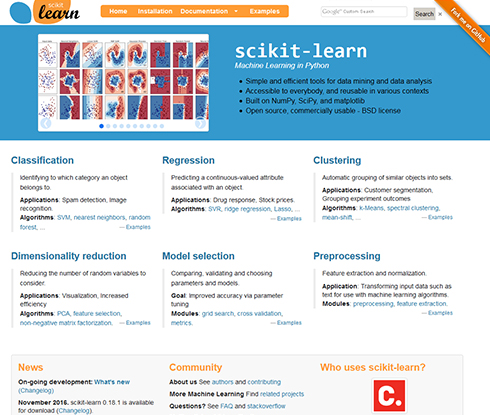 scikit
learn
Home Installation Documentation Examples
Google Custom Search
Search ×
Fork me on GitHub
scikit-learn
Machine Learning in Python
Simple and efficient tools for data mining and data analysis
Accessible to everybody, and reusable in various contexts
Built on NumPy, SciPy, and matplotlib
Open source, commercially usable - BSD license
Classification
Identifying to which category an object
belongs to.
Applications: Spam detection, Image
recognition.
Algorithms: SVM, nearest neighbors, random
forest, ...
— Examples
Regression
Predicting a continuous-valued attribute
associated with an object.
Applications: Drug response, Stock prices.
Algorithms: SVR, ridge regression, Lasso, ...
— Examples
Clustering
Automatic grouping of similar objects into sets.
Applications: Customer segmentation,
Grouping experiment outcomes
Algorithms: k-Means, spectral clustering,
mean-shift, ...
— Examples
Dimensionality reduction
Reducing the number of random variables to
consider.
Applications: Visualization, Increased
efficiency
Algorithms: PCA, feature selection,
non-negative matrix factorization.
— Examples
Model selection
Comparing, validating and choosing
parameters and models.
Goal: Improved accuracy via parameter
tuning
Modules: grid search, cross validation,
metrics.
— Examples
Preprocessing
Feature extraction and normalization.
Application: Transforming input data such as
text for use with machine learning algorithms.
Modules: preprocessing, feature extraction.
— Examples
News
On-going development: What's new
(Changelog)
November 2016. scikit-learn 0.18.1 is available
for download (Changelog).
Community
About us See authors and contributing
More Machine Learning Find related projects
Questions? See FAQ and stackoverflow
Who uses scikit-learn?
C.